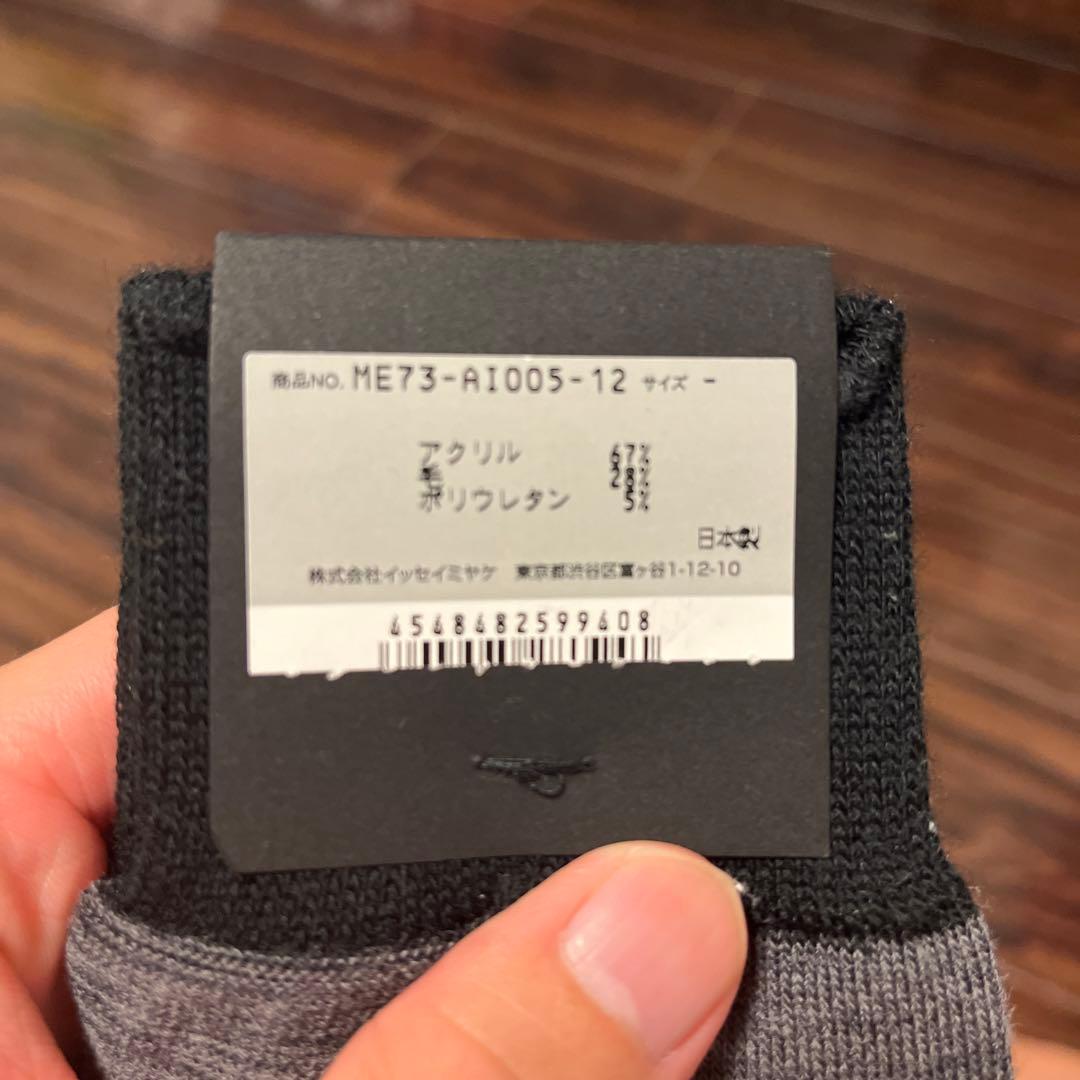 商品NO. ME73-AI005-12 サイズ -
アクリル 67%
毛 28%
ポリウレタン 5%
日本製
株式会社イッセイミヤケ 東京都渋谷区富ヶ谷1-12-10
4548482599408